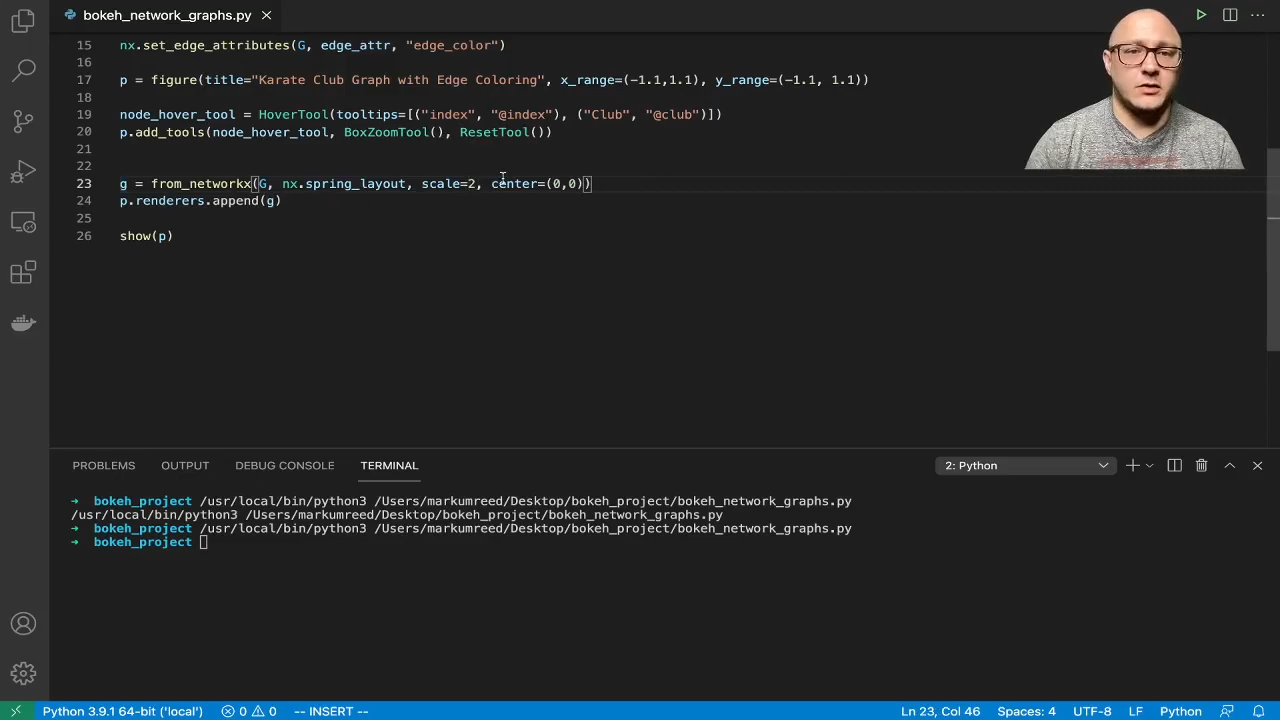 bokeh_network_graphs.py
15 nx.set_edge_attributes(G, edge_attr, "edge_color")
16
17 p = figure(title="Karate Club Graph with Edge Coloring", x_range=(-1.1,1.1), y_range=(-1.1, 1.1))
18
19 node_hover_tool = HoverTool(tooltips=[("index", "@index"), ("Club", "@club")])
20 p.add_tools(node_hover_tool, BoxZoomTool(), ResetTool())
21
22
23 g = from_networkx(G, nx.spring_layout, scale=2, center=(0,0))
24 p.renderers.append(g)
25
26 show(p)
PROBLEMS OUTPUT DEBUG CONSOLE TERMINAL 2: Python
➜ bokeh_project /usr/local/bin/python3 /Users/markumreed/Desktop/bokeh_project/bokeh_network_graphs.py
/usr/local/bin/python3 /Users/markumreed/Desktop/bokeh_project/bokeh_network_graphs.py
➜ bokeh_project /usr/local/bin/python3 /Users/markumreed/Desktop/bokeh_project/bokeh_network_graphs.py
➜ bokeh_project
Python 3.9.1 64-bit ('local') 0 0 -- INSERT -- Ln 23, Col 46 Spaces: 4 UTF-8 LF Python